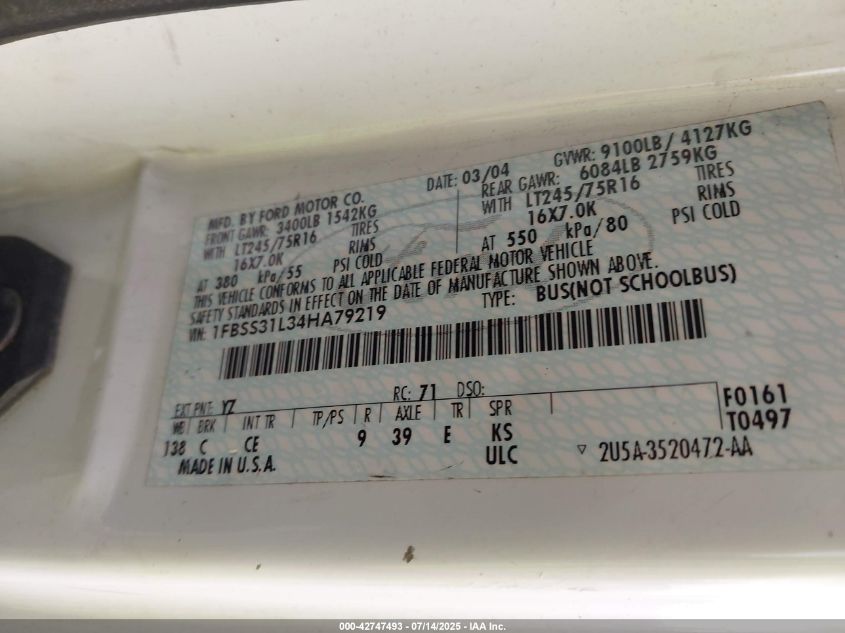 MFD. BY FORD MOTOR CO.
DATE: 03/04
GVWR: 9100LB/ 4127KG
FRONT GAWR: 3400LB 1542KG
REAR GAWR: 6084LB 2759KG
WITH LT245/75R16 TIRES
WITH LT245/75R16 TIRES
16X7.0K RIMS
16X7.0K RIMS
AT 380 kPa/55 PSI COLD
AT 550 kPa/80 PSI COLD
THIS VEHICLE CONFORMS TO ALL APPLICABLE FEDERAL MOTOR VEHICLE
SAFETY STANDARDS IN EFFECT ON THE DATE OF MANUFACTURE SHOWN ABOVE.
VIN: 1FBSS31L34HA79219
TYPE: BUS(NOT SCHOOLBUS)
EXT PNT: YZ RC: 71 DSO:
WB BRK INT TR TP/PS R AXLE TR SPR
138 C CE 9 39 E KS
ULC
F0161
T0497
MADE IN U.S.A.
▽ 2U5A-3520472-AA
000-42747493 - 07/14/2025 - IAA Inc.